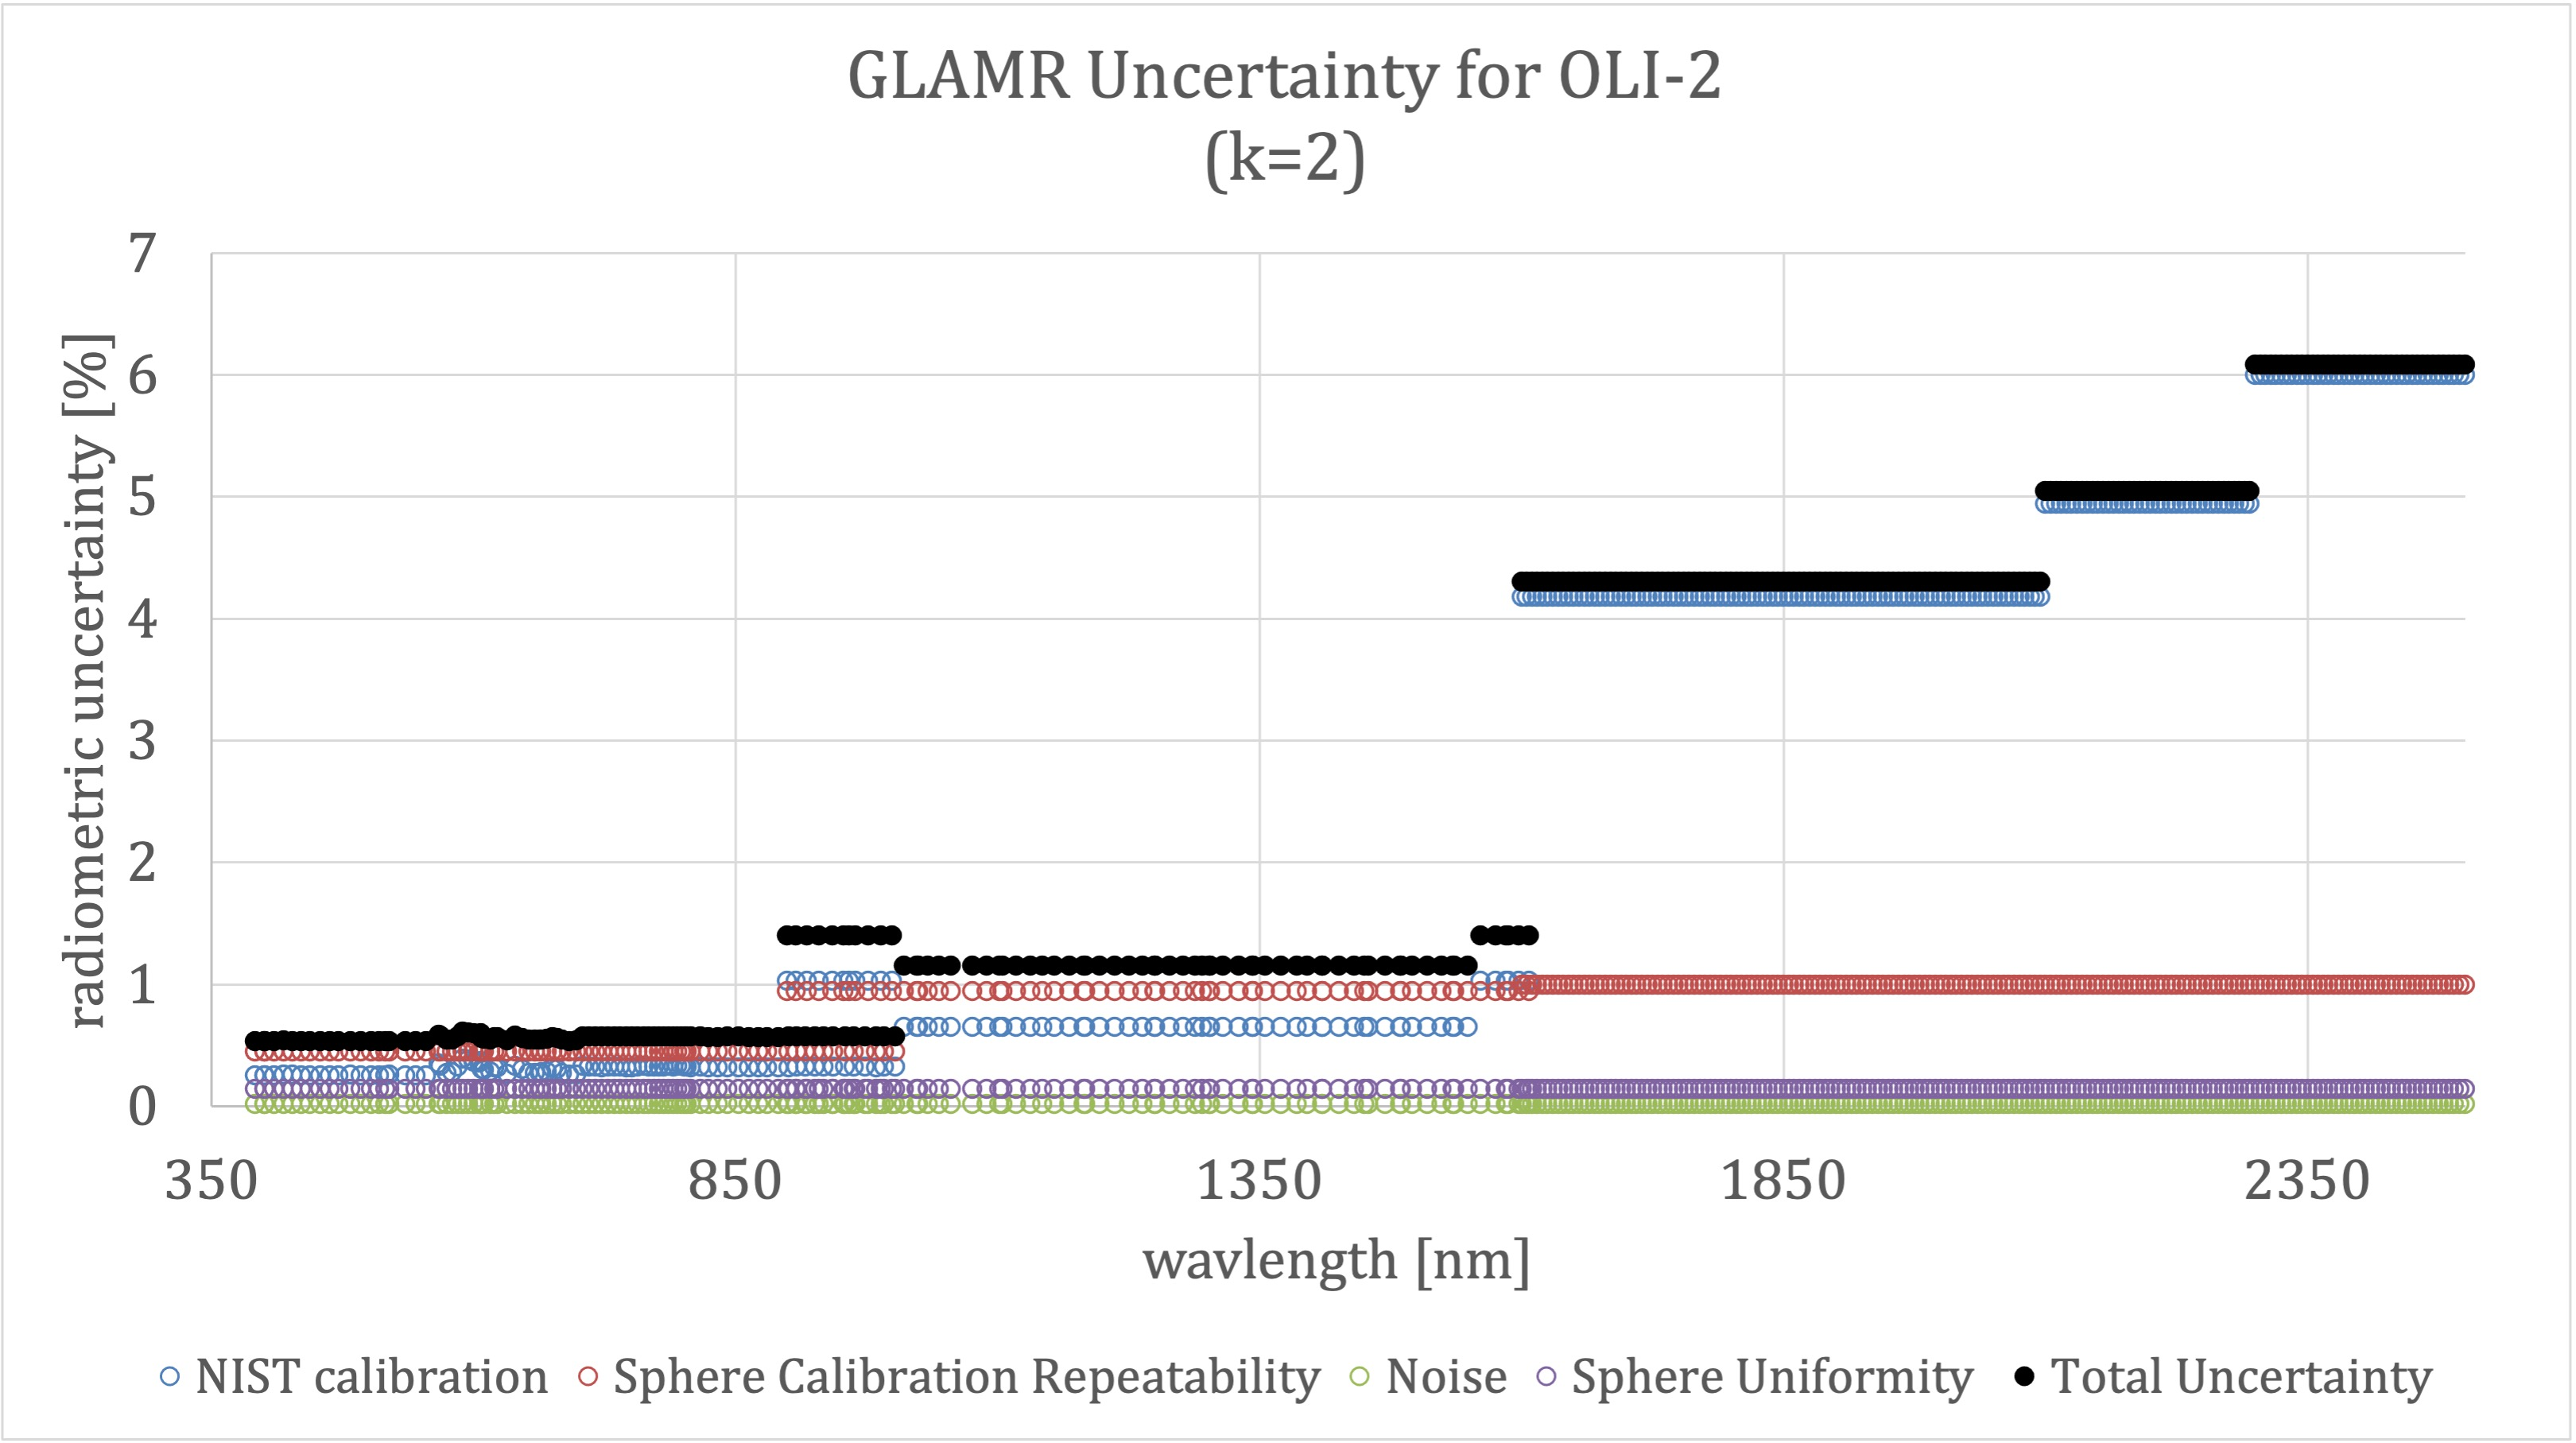 GLAMR Uncertainty for OLI-2
(k=2)
7
6
5
4
3
2
1
0
radiometric uncertainty [%]
350 850 1350 1850 2350
wavlength [nm]
NIST calibration Sphere Calibration Repeatability Noise Sphere Uniformity Total Uncertainty